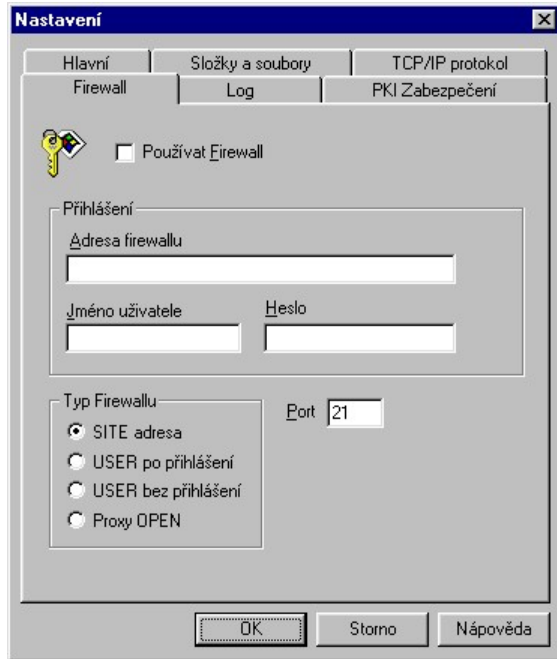 Nastavení
Hlavní
Složky a soubory
TCP/IP protokol
Firewall
Log
PKI Zabezpečení
Používat Firewall
Přihlášení
Adresa firewallu
Jméno uživatele
Heslo
Typ Firewallu
Port 21
SITE adresa
USER po přihlášení
USER bez přihlášení
Proxy OPEN
OK
Storno
Nápověda